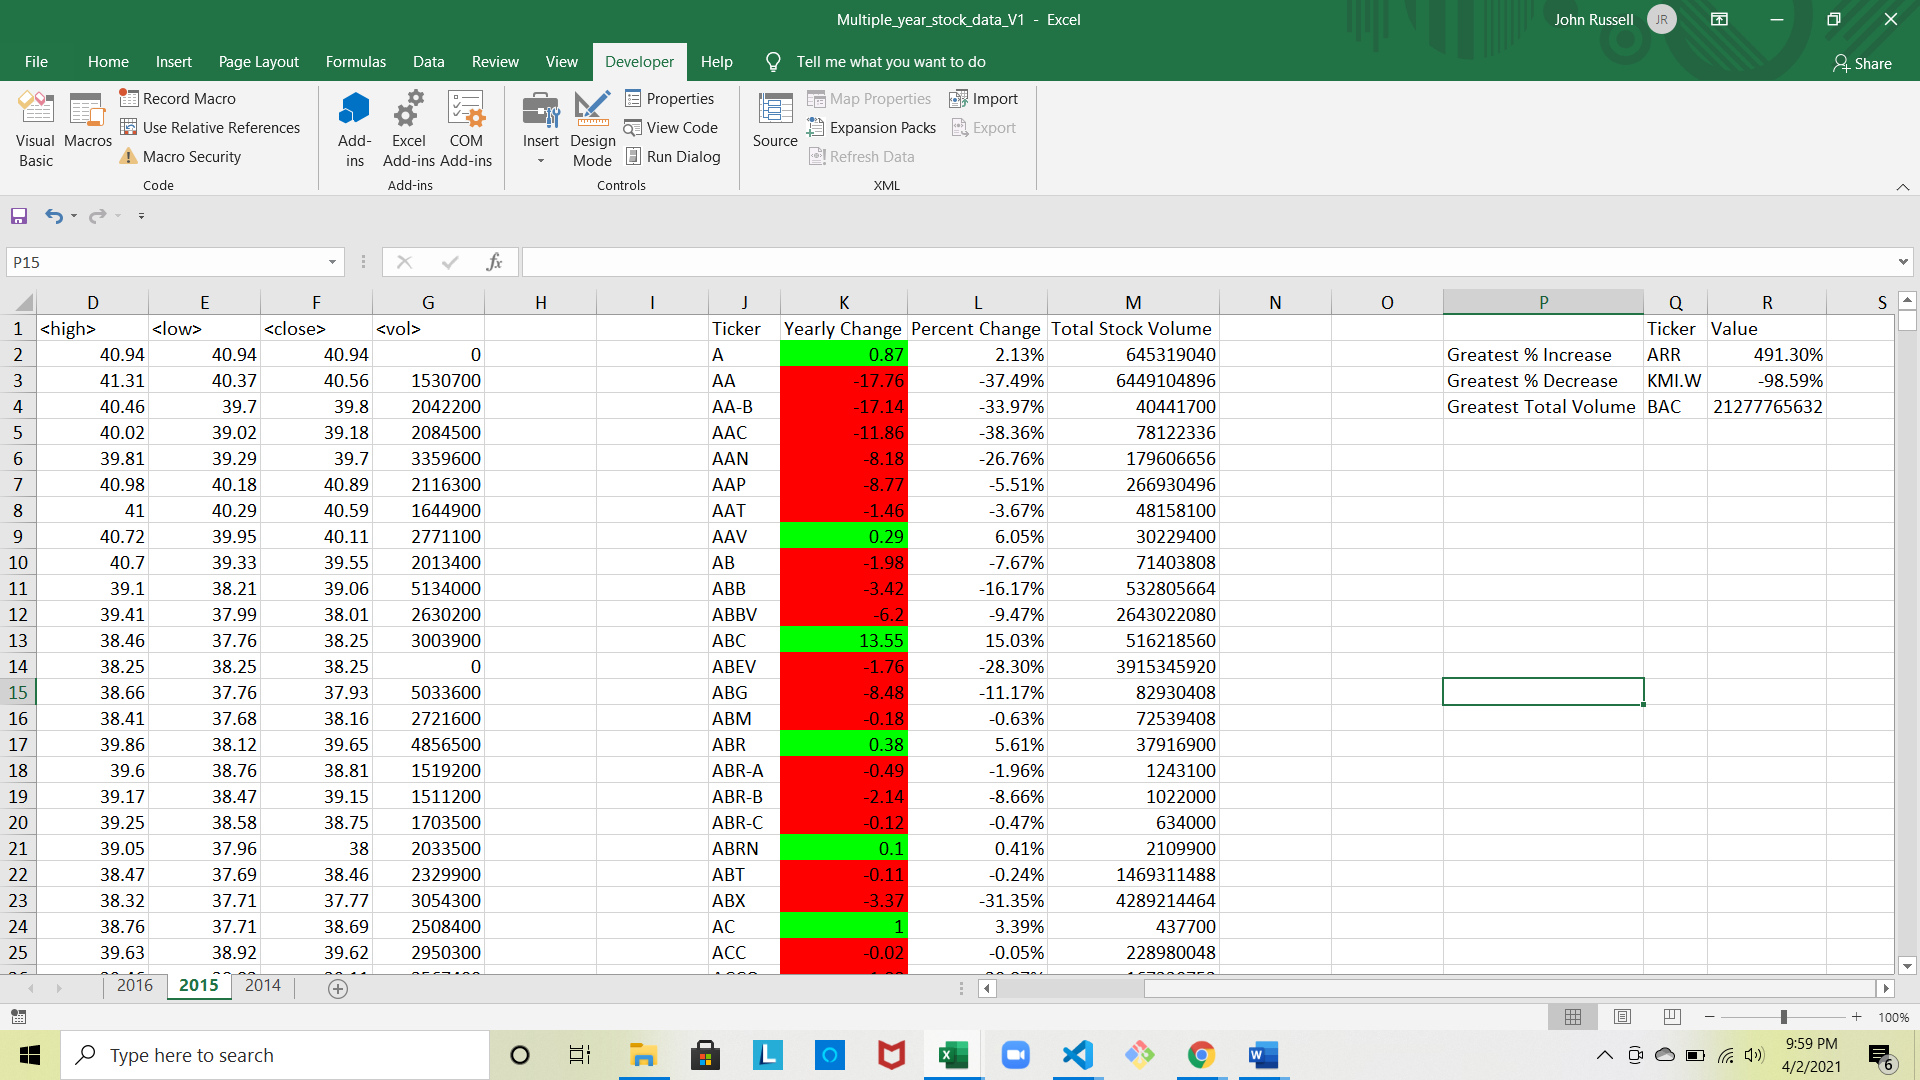 Multiple_year_stock_data_V1 - Excel
John Russell JR
File Home Insert Page Layout Formulas Data Review View Developer Help Tell me what you want to do Share
Visual Basic
Macros
Record Macro
Use Relative References
Macro Security
Code
Add-ins
Excel Add-ins
COM Add-ins
Add-ins
Insert
Design Mode
Properties
View Code
Run Dialog
Controls
Source
Map Properties
Expansion Packs
Refresh Data
Import
Export
XML
P15 fx
D E F G H I J K L M N O P Q R S
1 <high> <low> <close> <vol> Ticker Yearly Change Percent Change Total Stock Volume Ticker Value
2 40.94 40.94 40.94 0 A 0.87 2.13% 645319040 Greatest % Increase ARR 491.30%
3 41.31 40.37 40.56 1530700 AA -17.76 -37.49% 6449104896 Greatest % Decrease KMI.W -98.59%
4 40.46 39.7 39.8 2042200 AA-B -17.14 -33.97% 40441700 Greatest Total Volume BAC 21277765632
5 40.02 39.02 39.18 2084500 AAC -11.86 -38.36% 78122336
6 39.81 39.29 39.7 3359600 AAN -8.18 -26.76% 179606656
7 40.98 40.18 40.89 2116300 AAP -8.77 -5.51% 266930496
8 41 40.29 40.59 1644900 AAT -1.46 -3.67% 48158100
9 40.72 39.95 40.11 2771100 AAV 0.29 6.05% 30229400
10 40.7 39.33 39.55 2013400 AB -1.98 -7.67% 71403808
11 39.1 38.21 39.06 5134000 ABB -3.42 -16.17% 532805664
12 39.41 37.99 38.01 2630200 ABBV -6.2 -9.47% 2643022080
13 38.46 37.76 38.25 3003900 ABC 13.55 15.03% 516218560
14 38.25 38.25 38.25 0 ABEV -1.76 -28.30% 3915345920
15 38.66 37.76 37.93 5033600 ABG -8.48 -11.17% 82930408
16 38.41 37.68 38.16 2721600 ABM -0.18 -0.63% 72539408
17 39.86 38.12 39.65 4856500 ABR 0.38 5.61% 37916900
18 39.6 38.76 38.81 1519200 ABR-A -0.49 -1.96% 1243100
19 39.17 38.47 39.15 1511200 ABR-B -2.14 -8.66% 1022000
20 39.25 38.58 38.75 1703500 ABR-C -0.12 -0.47% 634000
21 39.05 37.96 38 2033500 ABRN 0.1 0.41% 2109900
22 38.47 37.69 38.46 2329900 ABT -0.11 -0.24% 1469311488
23 38.32 37.71 37.77 3054300 ABX -3.37 -31.35% 4289214464
24 38.76 37.71 38.69 2508400 AC 1 3.39% 437700
25 39.63 38.92 39.62 2950300 ACC -0.02 -0.05% 228980048
2016 2015 2014
100%
Type here to search
9:59 PM
4/2/2021
6